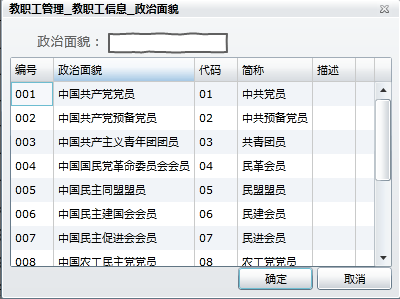 教职工管理_教职工信息_政治面貌
政治面貌：
编号 政治面貌 代码 简称 描述
001 中国共产党党员 01 中共党员
002 中国共产党预备党员 02 中共预备党员
003 中国共产主义青年团团员 03 共青团员
004 中国国民党革命委员会会员 04 民革会员
005 中国民主同盟盟员 05 民盟盟员
006 中国民主建国会会员 06 民建会员
007 中国民主促进会会员 07 民进会员
008 中国农工民主党党员 08 农工党党员
确定 取消